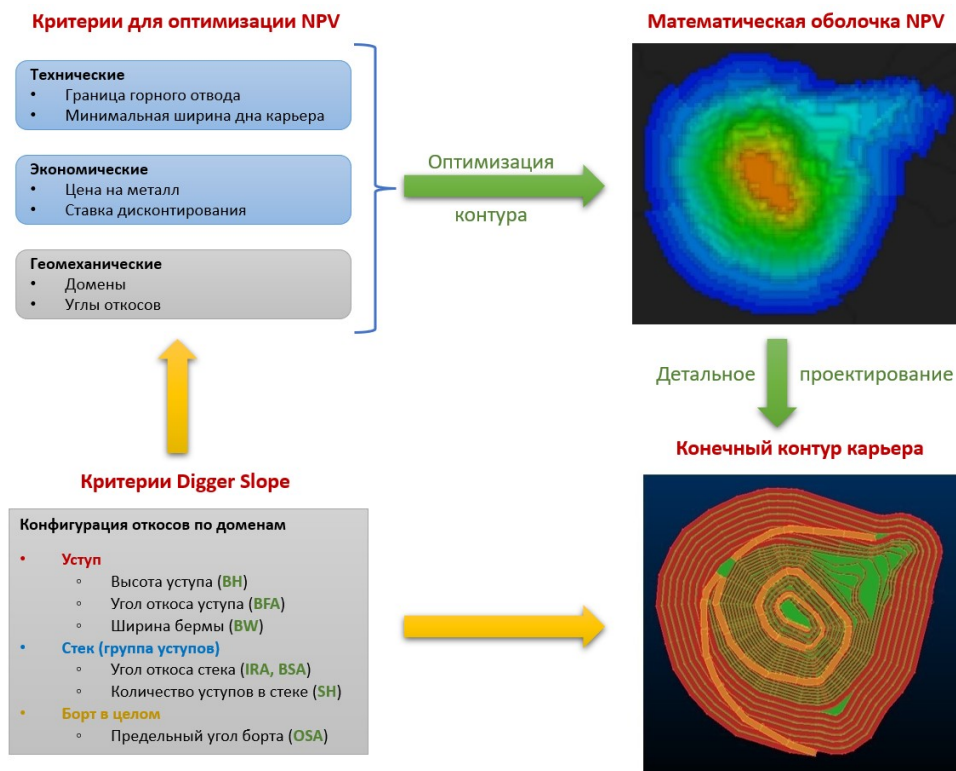 Критерии для оптимизации NPV
Технические
• Граница горного отвода
• Минимальная ширина дна карьера
Экономические
• Цена на металл
• Ставка дисконтирования
Геомеханические
• Домены
• Углы откосов
Оптимизация
контура
Математическая оболочка NPV
Детальное проектирование
Конечный контур карьера
Критерии Digger Slope
Конфигурация откосов по доменам
• Уступ
◦ Высота уступа (BH)
◦ Угол откоса уступа (BFA)
◦ Ширина бермы (BW)
• Стек (группа уступов)
◦ Угол откоса стека (IRA, BSA)
◦ Количество уступов в стеке (SH)
• Борт в целом
◦ Предельный угол борта (OSA)